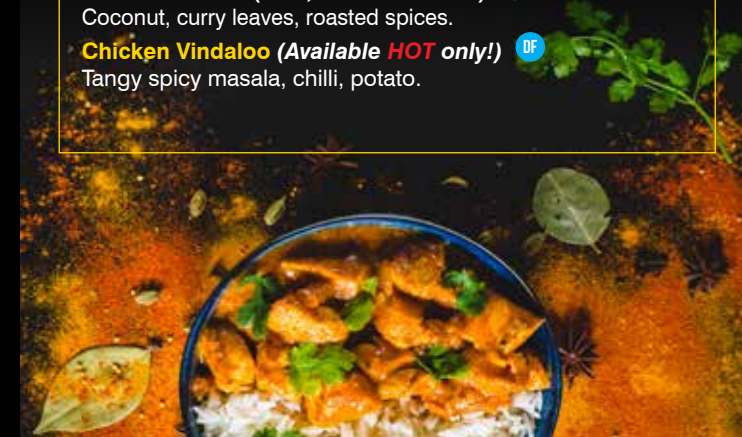 Coconut, curry leaves, roasted spices.
Chicken Vindaloo (Available HOT only!) DF
Tangy spicy masala, chilli, potato.